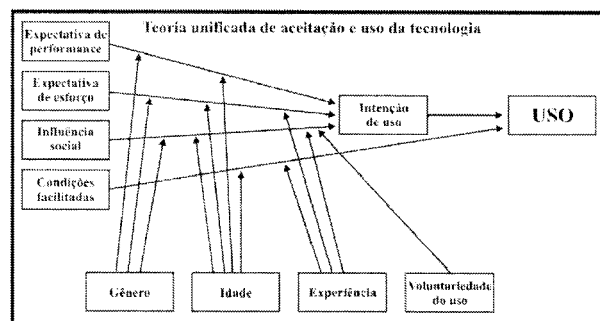 Teoria unificada de aceitação e uso da tecnologia
Expectativa de
performance
Expectativa
de esforço
Influência
social
Condições
facilitadas
Intenção
de uso
USO
Gênero
Idade
Experiência
Voluntariedade
do uso